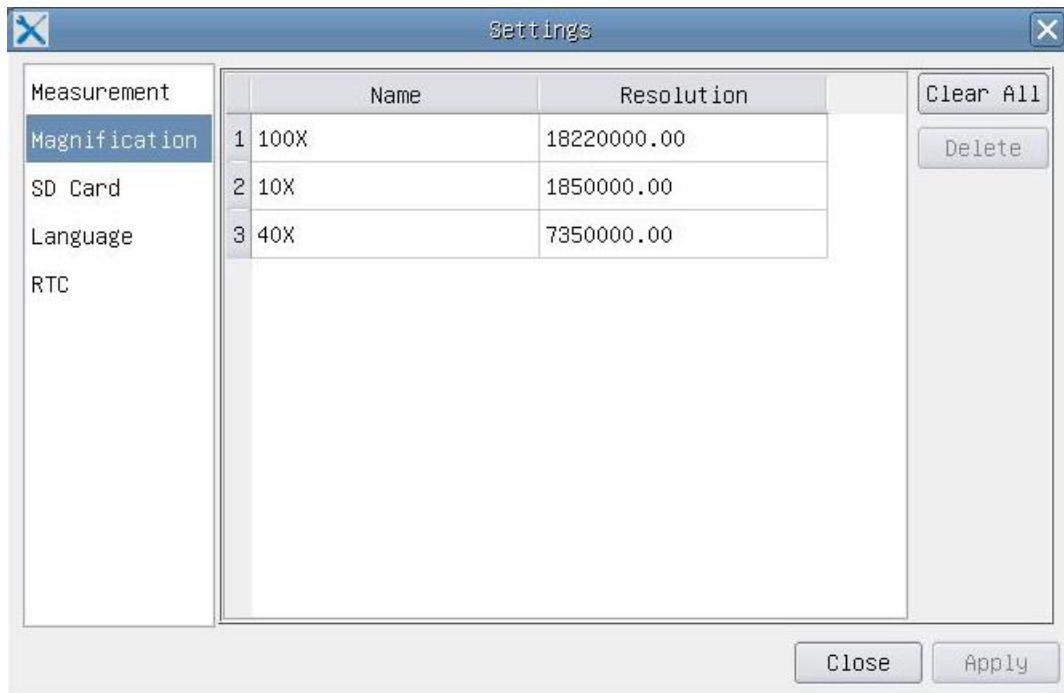 Settings
Measurement
Magnification
SD Card
Language
RTC
Name Resolution
1 100X 18220000.00
2 10X 1850000.00
3 40X 7350000.00
Clear All
Delete
Close Apply